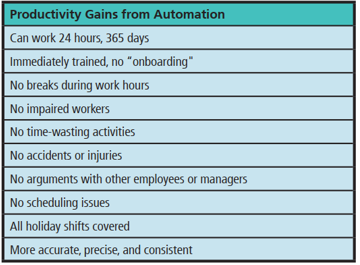 Productivity Gains from Automation
Can work 24 hours, 365 days
Immediately trained, no “onboarding"
No breaks during work hours
No impaired workers
No time-wasting activities
No accidents or injuries
No arguments with other employees or managers
No scheduling issues
All holiday shifts covered
More accurate, precise, and consistent